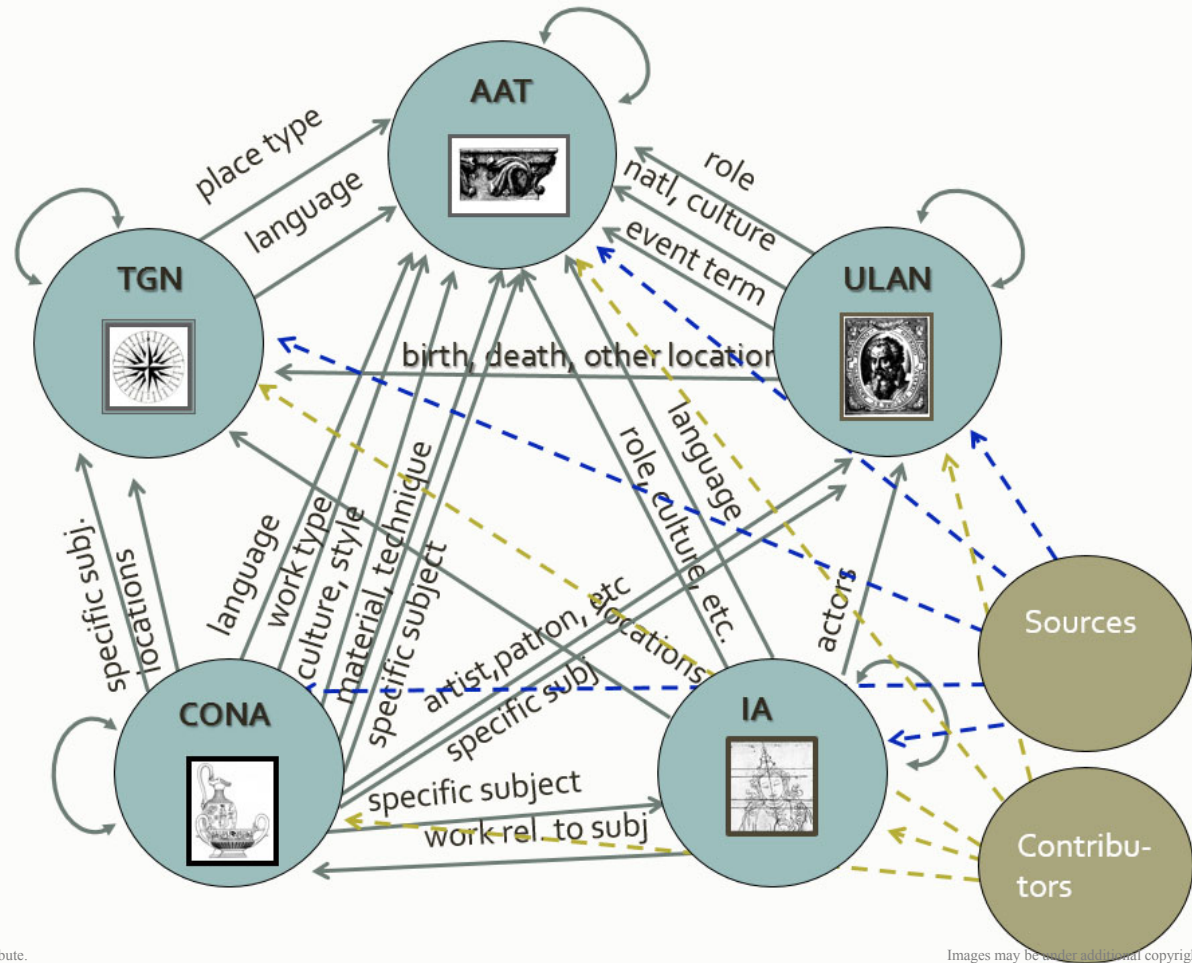 AAT
place type
language
role
natl, culture
event term
TGN
ULAN
birth, death, other location
language
role, culture, etc.
specific subj.
locations
language
work type
culture, style
material, technique
specific subject
artist,patron, etc
specific subj
locations
actors
Sources
CONA
IA
specific subject
work rel. to subj
Contribu-
tors
bute.
Images may be under additional copyrig